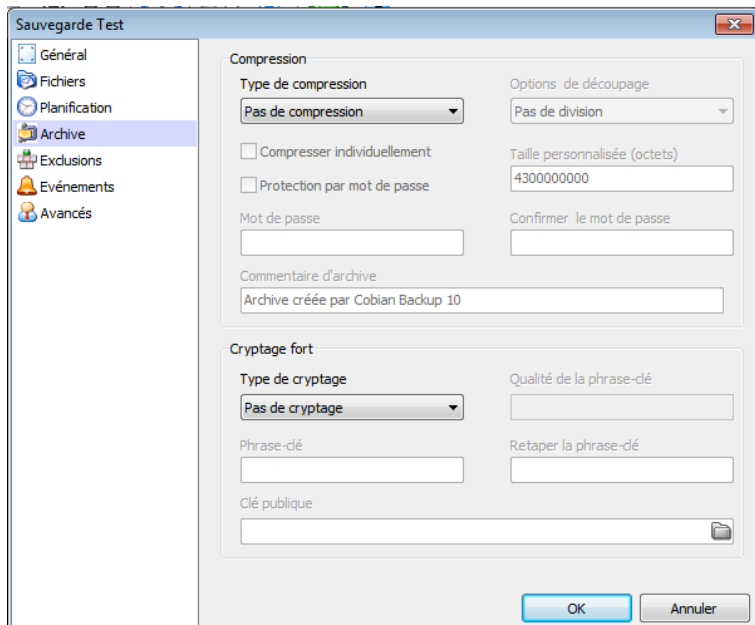 Sauvegarde Test
Général
Fichiers
Planification
Archive
Exclusions
Evénements
Avancés
Compression
Type de compression
Options de découpage
Pas de compression
Pas de division
Compresser individuellement
Taille personnalisée (octets)
Protection par mot de passe
4300000000
Mot de passe
Confirmer le mot de passe
Commentaire d'archive
Archive créée par Cobian Backup 10
Cryptage fort
Type de cryptage
Qualité de la phrase-clé
Pas de cryptage
Phrase-clé
Retaper la phrase-clé
Clé publique
OK
Annuler